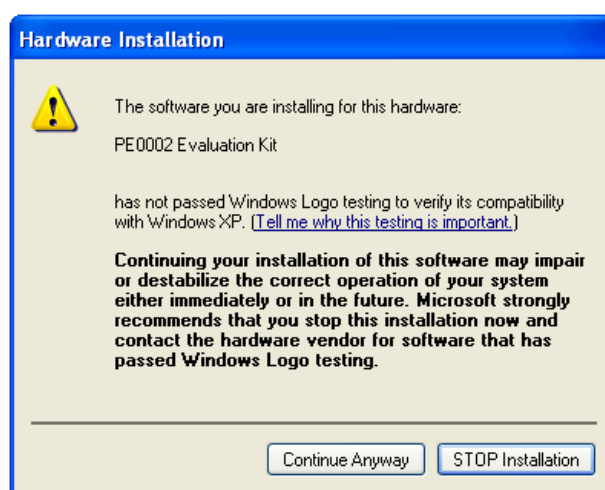 Hardware Installation
The software you are installing for this hardware:
PE0002 Evaluation Kit
has not passed Windows Logo testing to verify its compatibility
with Windows XP. (Tell me why this testing is important.)
Continuing your installation of this software may impair
or destabilize the correct operation of your system
either immediately or in the future. Microsoft strongly
recommends that you stop this installation now and
contact the hardware vendor for software that has
passed Windows Logo testing.
Continue Anyway
STOP Installation